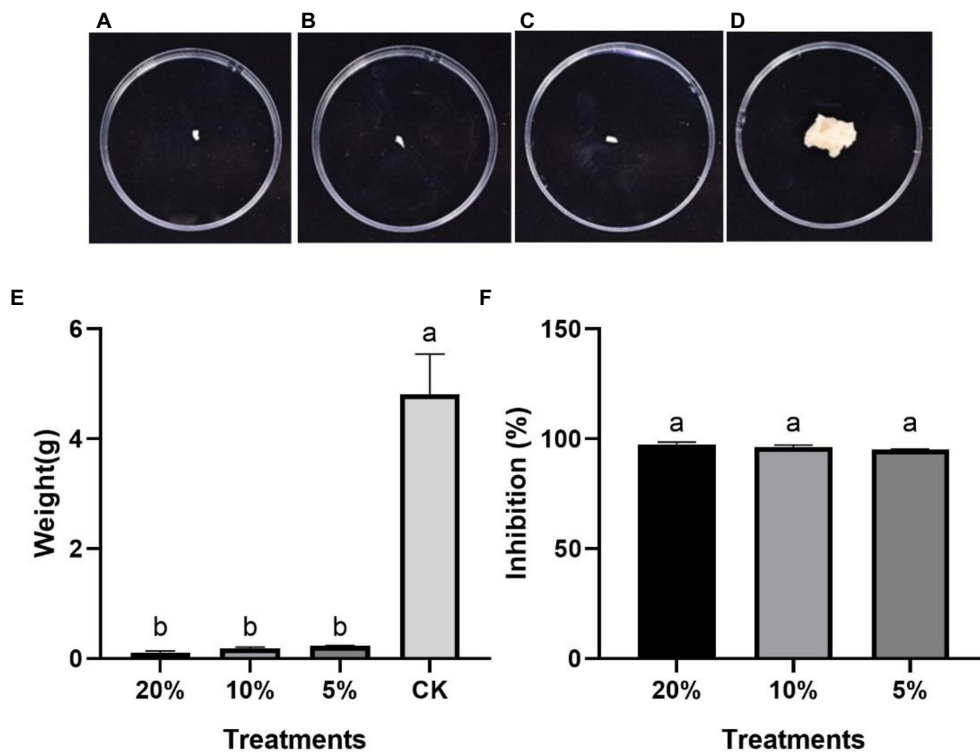 A
B
C
D
E
6
4
2
0
Weight(g)
b
b
b
a
20%
10%
5%
CK
Treatments
F
150
100
50
0
Inhibition (%)
a
a
a
20%
10%
5%
Treatments